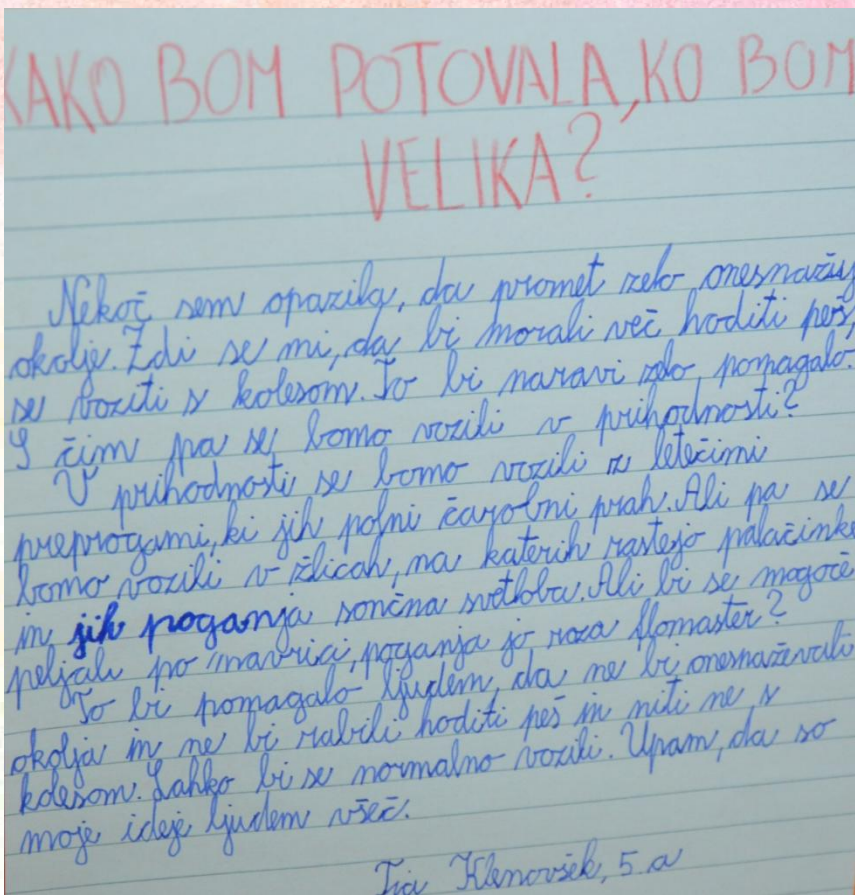 KAKO BOM POTOVALA, KO BOM
VELIKA?
Nekoč sem opazila, da promet zelo onesnažuj
okolje. Zdi se mi, da bi morali več hoditi peš,
se voziti s kolesom. To bi naravi zelo pomagalo.
S čim pa se bomo vozili v prihodnosti?
V prihodnosti se bomo vozili z letečimi
preprogami, ki jih polni čarobni prah. Ali pa se
bomo vozili v žlicah, na katerih rastejo palačinke
in jih poganja sončna svetloba. Ali bi se mogoče
peljali po mavrici, poganja jo roza flomaster?
To bi pomagalo ljudem, da ne bi onesnaževali
okolja in ne bi rabili hoditi peš in niti ne s
kolesom. Lahko bi se normalno vozili. Upam, da so
moje ideje ljudem všeč.
Tia Klenovšek, 5. a